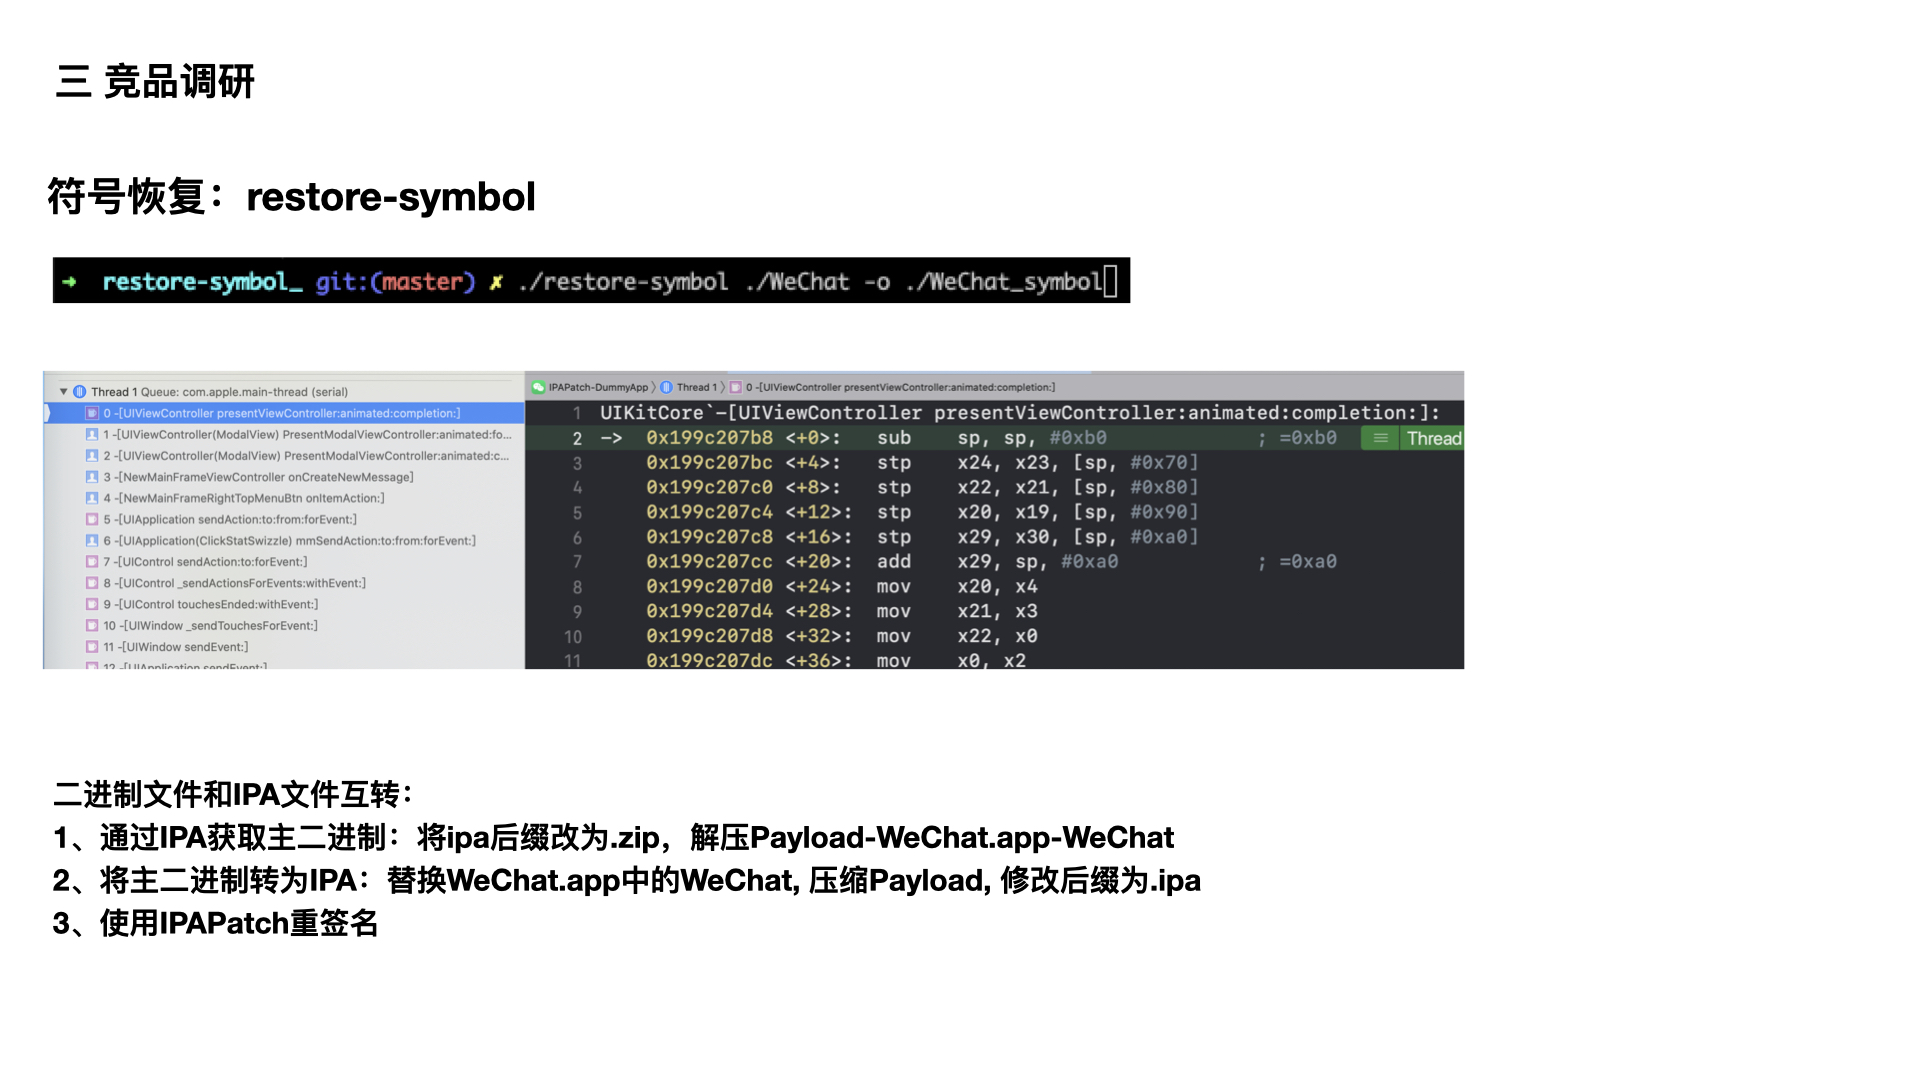 三 竞品调研
符号恢复：restore-symbol
➜ restore-symbol_ git:(master) ✗ ./restore-symbol ./WeChat -o ./WeChat_symbol
Thread 1 Queue: com.apple.main-thread (serial)
0 -[UIViewController presentViewController:animated:completion:]
1 -[UIViewController(ModalView) PresentModalViewController:animated:fo...
2 -[UIViewController(ModalView) PresentModalViewController:animated:c...
3 -[NewMainFrameViewController onCreateNewMessage]
4 -[NewMainFrameRightTopMenuBtn onItemAction:]
5 -[UIApplication sendAction:to:from:forEvent:]
6 -[UIApplication(ClickStatSwizzle) mmSendAction:to:from:forEvent:]
7 -[UIControl sendAction:to:forEvent:]
8 -[UIControl _sendActionsForEvents:withEvent:]
9 -[UIControl touchesEnded:withEvent:]
10 -[UIWindow _sendTouchesForEvent:]
11 -[UIWindow sendEvent:]
12 -[UIApplication sendEvent:]
IPAPatch-DummyApp 〉 Thread 1 〉 0 -[UIViewController presentViewController:animated:completion:]
1 UIKitCore`-[UIViewController presentViewController:animated:completion:]:
2 -> 0x199c207b8 <+0>: sub sp, sp, #0xb0 ; =0xb0 Thread
3 0x199c207bc <+4>: stp x24, x23, [sp, #0x70]
4 0x199c207c0 <+8>: stp x22, x21, [sp, #0x80]
5 0x199c207c4 <+12>: stp x20, x19, [sp, #0x90]
6 0x199c207c8 <+16>: stp x29, x30, [sp, #0xa0]
7 0x199c207cc <+20>: add x29, sp, #0xa0 ; =0xa0
8 0x199c207d0 <+24>: mov x20, x4
9 0x199c207d4 <+28>: mov x21, x3
10 0x199c207d8 <+32>: mov x22, x0
11 0x199c207dc <+36>: mov x0, x2
二进制文件和IPA文件互转：
1、通过IPA获取主二进制：将ipa后缀改为.zip，解压Payload-WeChat.app-WeChat
2、将主二进制转为IPA：替换WeChat.app中的WeChat, 压缩Payload, 修改后缀为.ipa
3、使用IPAPatch重签名